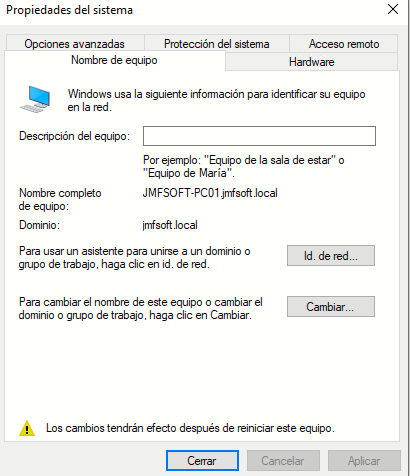 Propiedades del sistema
Opciones avanzadas
Protección del sistema
Acceso remoto
Nombre de equipo
Hardware
Windows usa la siguiente información para identificar su equipo
en la red.
Descripción del equipo:
Por ejemplo: "Equipo de la sala de estar" o
"Equipo de María".
Nombre completo
de equipo:
JMFSOFT-PC01.jmfsoft.local
Dominio:
jmfsoft.local
Para usar un asistente para unirse a un dominio o
grupo de trabajo, haga clic en id. de red.
Id. de red...
Para cambiar el nombre de este equipo o cambiar el
dominio o grupo de trabajo, haga clic en Cambiar.
Cambiar...
Los cambios tendrán efecto después de reiniciar este equipo.
Cerrar
Cancelar
Aplicar